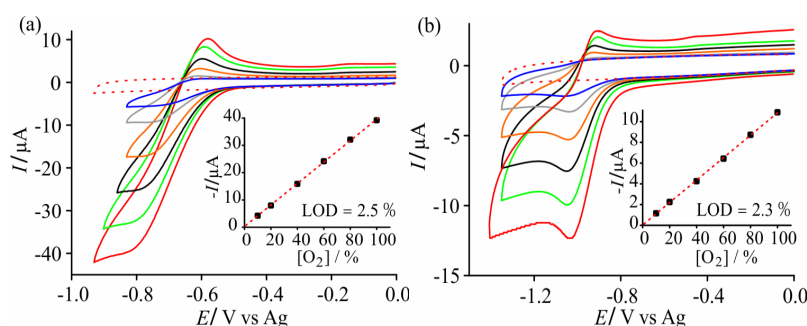 (a)
10
0
-10
-20
-30
-40
I/µA
-1.0 -0.8 -0.6 -0.4 -0.2 0.0
E/ V vs Ag
40
30
20
10
0
-I/µA
0 20 40 60 80 100
[O₂] / %
LOD = 2.5 %
(b)
0
-5
-10
-15
I/µA
-1.2 -0.8 -0.4 0.0
E/ V vs Ag
10
8
6
4
2
0
-I/µA
0 20 40 60 80 100
[O₂] / %
LOD = 2.3 %